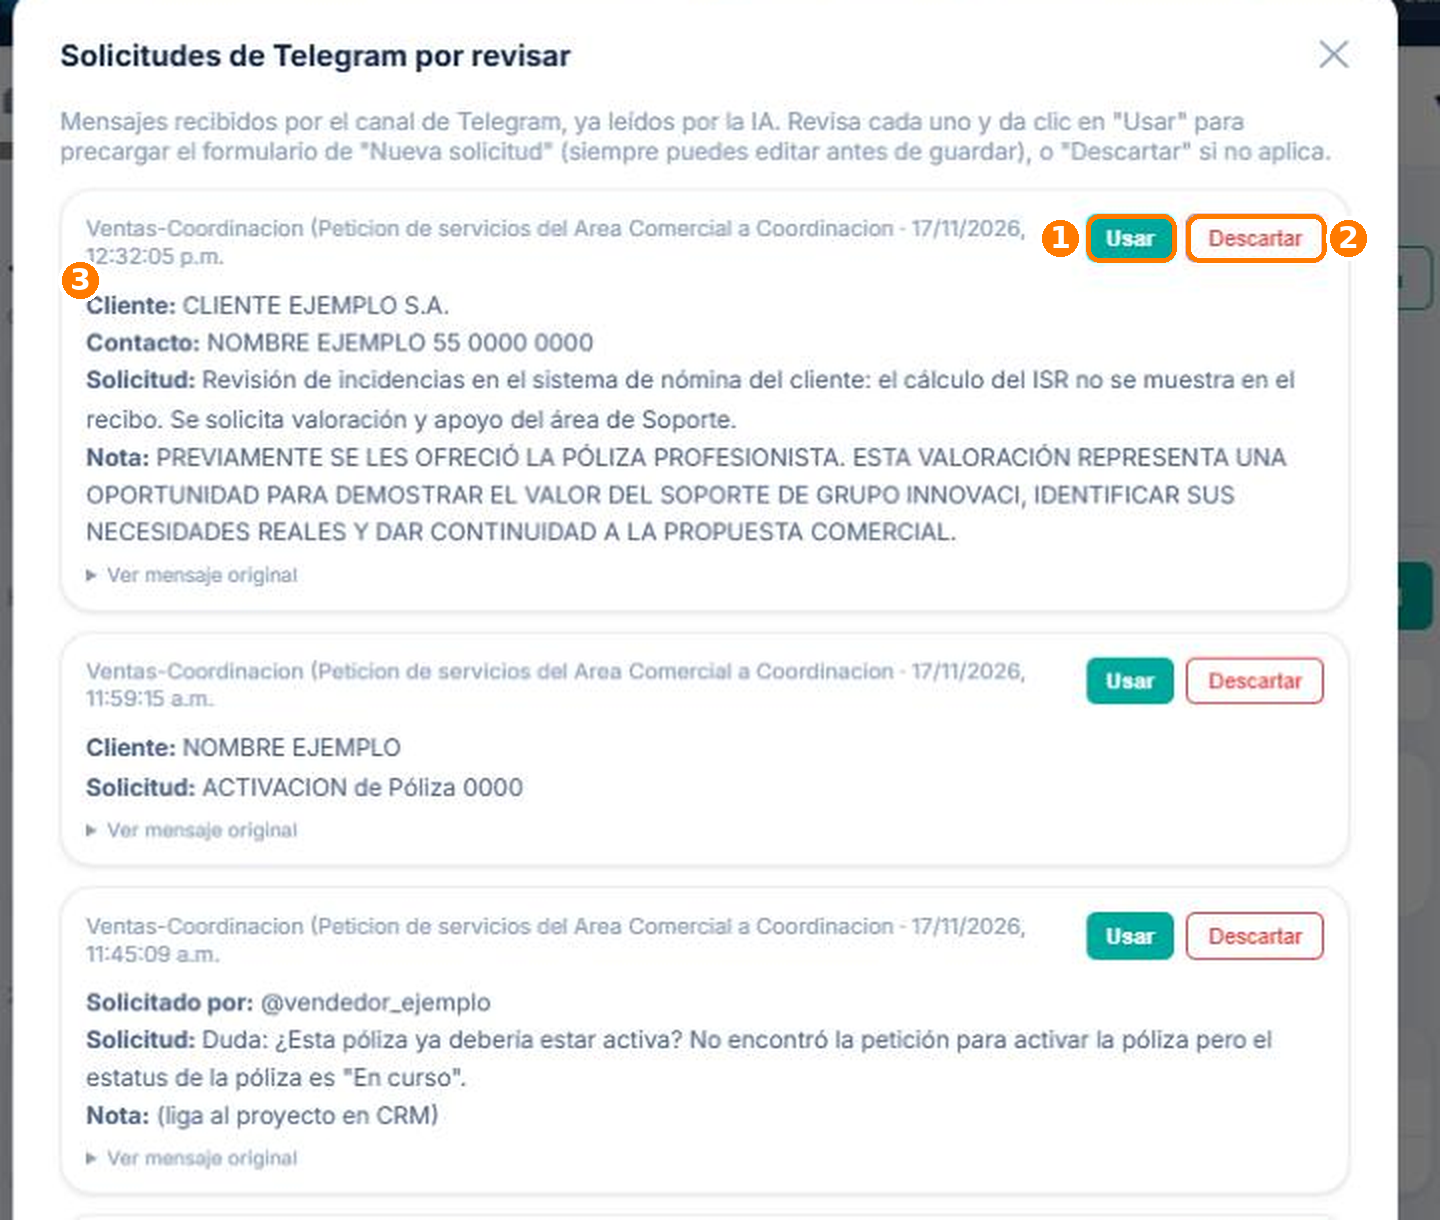 Solicitudes de Telegram por revisar
Mensajes recibidos por el canal de Telegram, ya leídos por la IA. Revisa cada uno y da clic en "Usar" para
precargar el formulario de "Nueva solicitud" (siempre puedes editar antes de guardar), o "Descartar" si no aplica.
Ventas-Coordinacion (Peticion de servicios del Area Comercial a Coordinacion · 17/11/2026,
12:32:05 p.m.
1 Usar Descartar 2
3
Cliente: CLIENTE EJEMPLO S.A.
Contacto: NOMBRE EJEMPLO 55 0000 0000
Solicitud: Revisión de incidencias en el sistema de nómina del cliente: el cálculo del ISR no se muestra en el
recibo. Se solicita valoración y apoyo del área de Soporte.
Nota: PREVIAMENTE SE LES OFRECIÓ LA PÓLIZA PROFESIONISTA. ESTA VALORACIÓN REPRESENTA UNA
OPORTUNIDAD PARA DEMOSTRAR EL VALOR DEL SOPORTE DE GRUPO INNOVACI, IDENTIFICAR SUS
NECESIDADES REALES Y DAR CONTINUIDAD A LA PROPUESTA COMERCIAL.
Ver mensaje original
Ventas-Coordinacion (Peticion de servicios del Area Comercial a Coordinacion · 17/11/2026,
11:59:15 a.m.
Usar Descartar
Cliente: NOMBRE EJEMPLO
Solicitud: ACTIVACION de Póliza 0000
Ver mensaje original
Ventas-Coordinacion (Peticion de servicios del Area Comercial a Coordinacion · 17/11/2026,
11:45:09 a.m.
Usar Descartar
Solicitado por: @vendedor_ejemplo
Solicitud: Duda: ¿Esta póliza ya debería estar activa? No encontró la petición para activar la póliza pero el
estatus de la póliza es "En curso".
Nota: (liga al proyecto en CRM)
Ver mensaje original